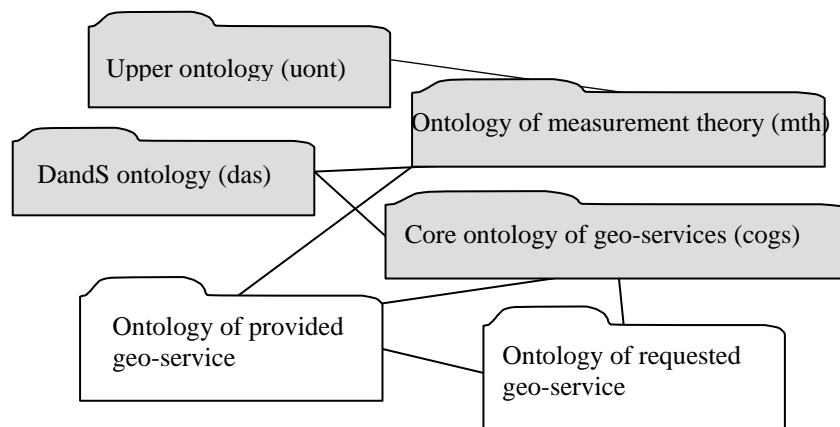 Upper ontology (uont)
Ontology of measurement theory (mth)
DandS ontology (das)
Core ontology of geo-services (cogs)
Ontology of provided
geo-service
Ontology of requested
geo-service